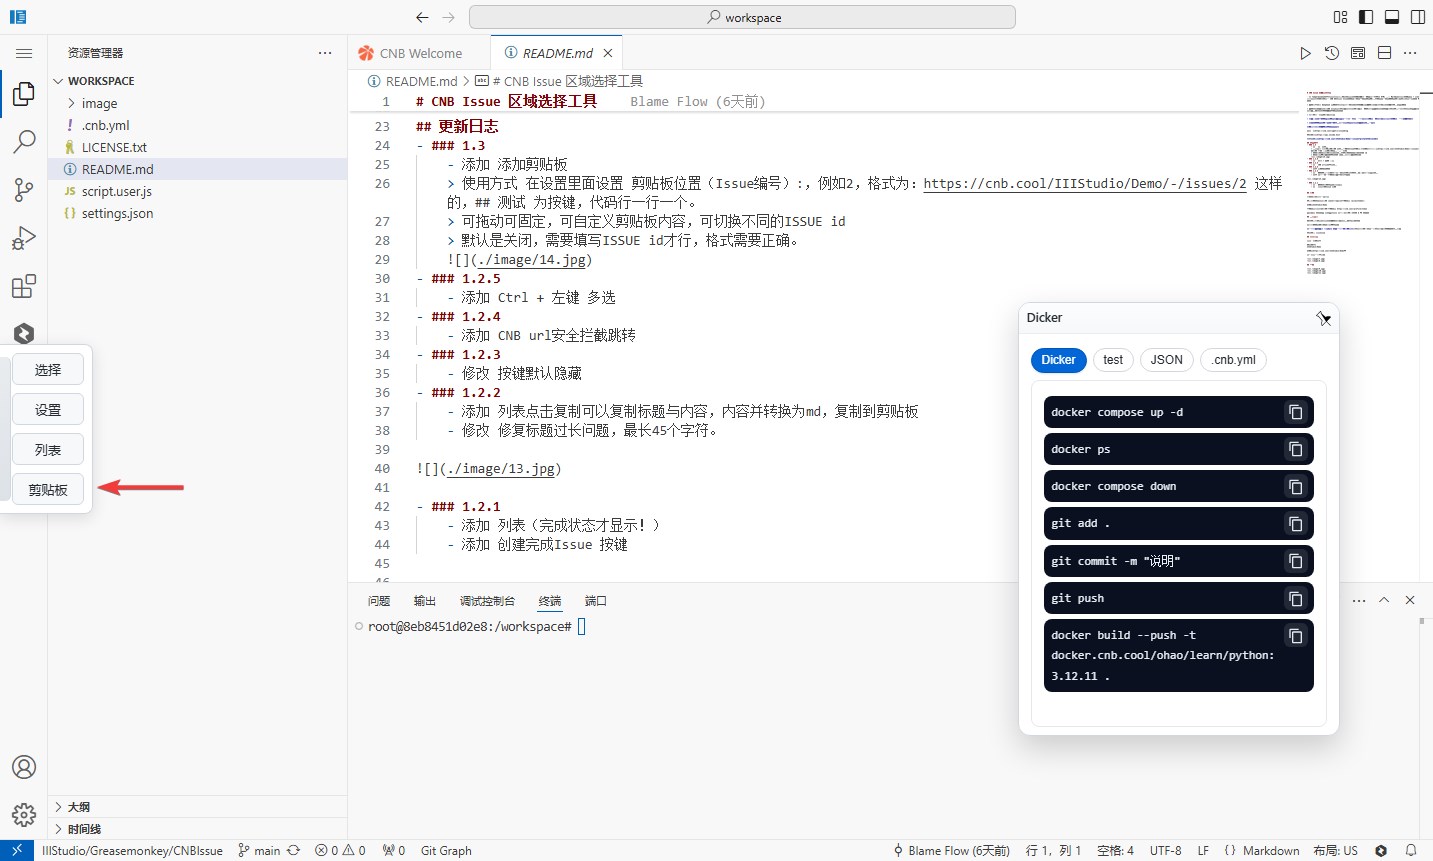 workspace
资源管理器
WORKSPACE
image
.cnb.yml
LICENSE.txt
README.md
script.user.js
settings.json
选择
设置
列表
剪贴板
大纲
时间线
CNB Welcome
README.md
README.md > # CNB Issue 区域选择工具
1 # CNB Issue 区域选择工具 Blame Flow (6天前)
23 ## 更新日志
24 - ### 1.3
25 - 添加 添加剪贴板
26 > 使用方式 在设置里面设置 剪贴板位置（Issue编号）:，例如2，格式为：https://cnb.cool/IIIStudio/Demo/-/issues/2 这样
的，## 测试 为按键，代码行一行一个。
27 > 可拖动可固定，可自定义剪贴板内容，可切换不同的ISSUE id
28 > 默认是关闭，需要填写ISSUE id才行，格式需要正确。
29 ![](./image/14.jpg)
30 - ### 1.2.5
31 - 添加 Ctrl + 左键 多选
32 - ### 1.2.4
33 - 添加 CNB url安全拦截跳转
34 - ### 1.2.3
35 - 修改 按键默认隐藏
36 - ### 1.2.2
37 - 添加 列表点击复制可以复制标题与内容，内容并转换为md，复制到剪贴板
38 - 修改 修复标题过长问题，最长45个字符。
39
40 ![](./image/13.jpg)
41
42 - ### 1.2.1
43 - 添加 列表（完成状态才显示！）
44 - 添加 创建完成Issue 按键
45
46
Dicker
Dicker test JSON .cnb.yml
docker compose up -d
docker ps
docker compose down
git add .
git commit -m "说明"
git push
docker build --push -t
docker.cnb.cool/ohao/learn/python:
3.12.11 .
问题 输出 调试控制台 终端 端口
root@8eb8451d02e8:/workspace#
IIIStudio/Greasemonkey/CNBIssue main 0 0 0 Git Graph Blame Flow (6天前) 行 1，列 1 空格: 4 UTF-8 LF {} Markdown 布局: US